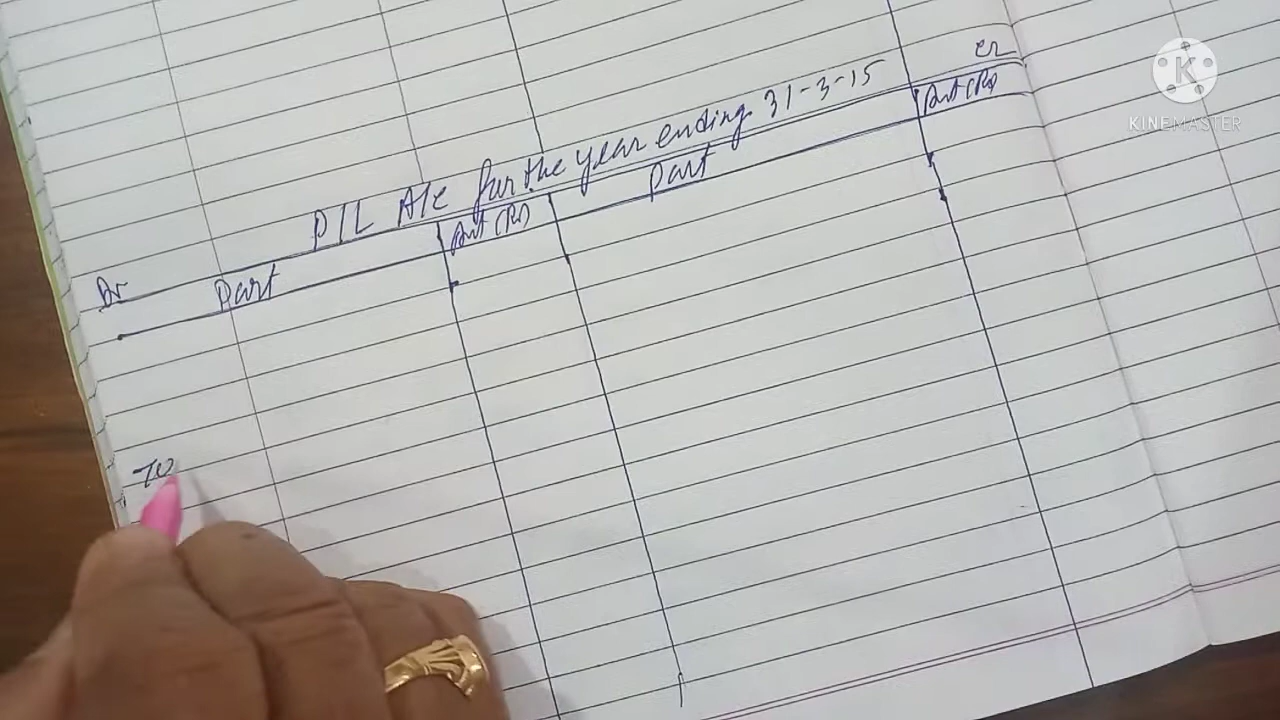 P/L A/c for the year ending 31-3-15
Dr Cr
Part Amt (Rs) Part Amt (Rs)
To
K
KINEMASTER